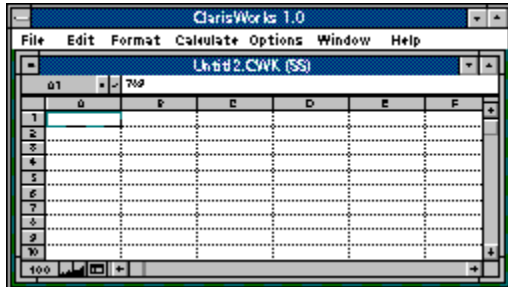 ClarisWorks 1.0
File Edit Format Calculate Options Window Help
Untitl2.CWK (SS)
A1 789
A B C D E F
1
2
3
4
5
6
7
8
9
10
100